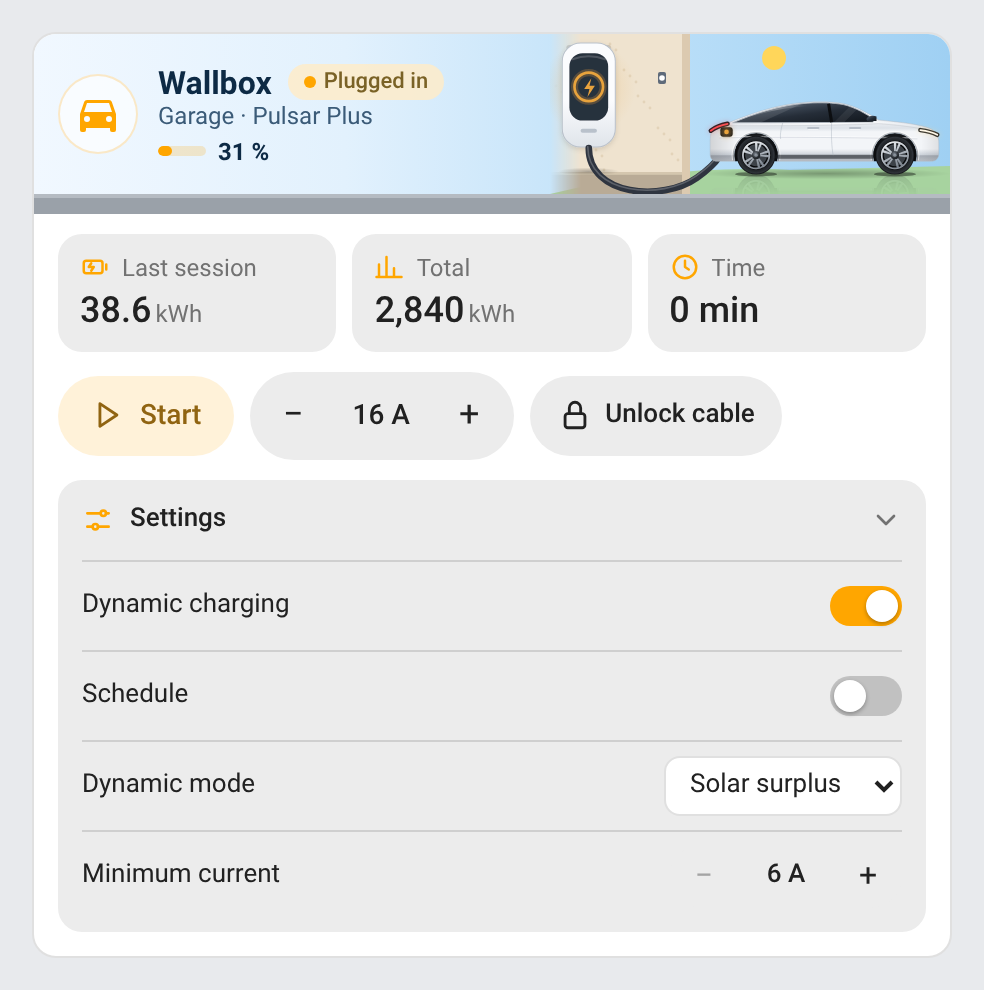 Wallbox
Plugged in
Garage · Pulsar Plus
31 %
Last session
38.6 kWh
Total
2,840 kWh
Time
0 min
Start
− 16 A +
Unlock cable
Settings
Dynamic charging
Schedule
Dynamic mode
Solar surplus
Minimum current
− 6 A +